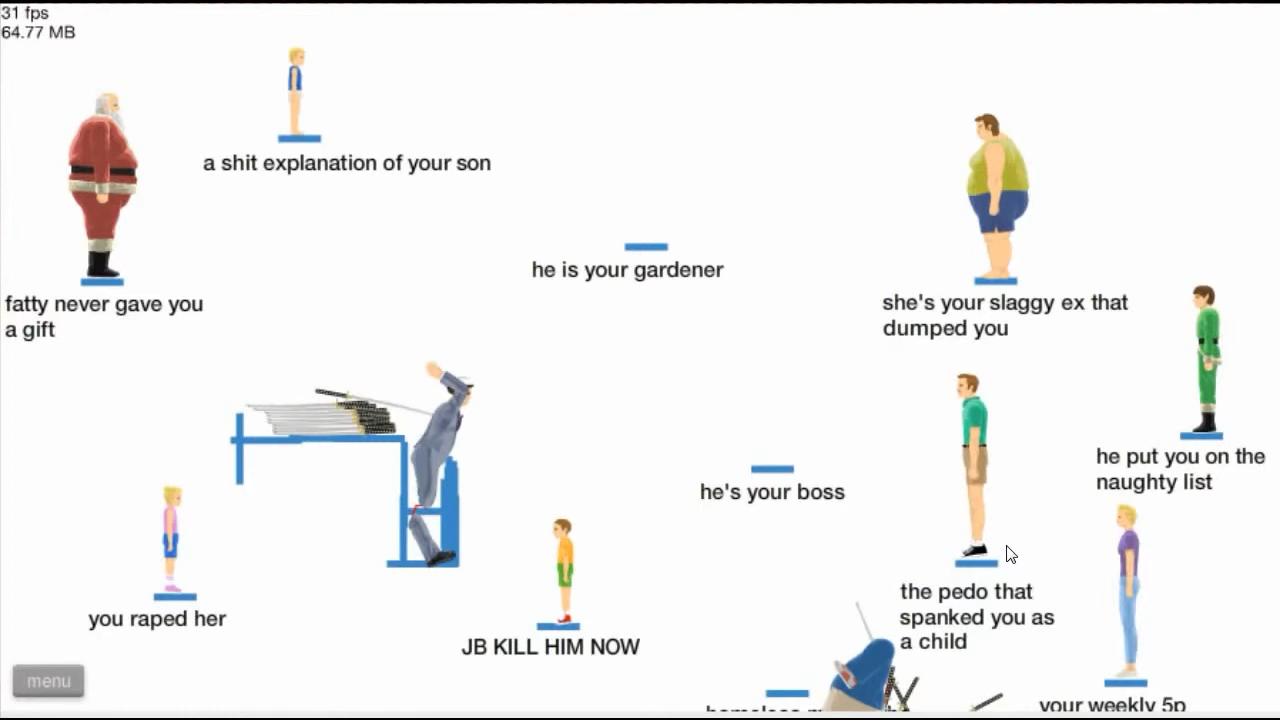 31 fps
64.77 MB
a shit explanation of your son
he is your gardener
fatty never gave you
a gift
she's your slaggy ex that
dumped you
he put you on the
naughty list
he's your boss
the pedo that
spanked you as
a child
you raped her
JB KILL HIM NOW
menu
your weekly 5p
homeless